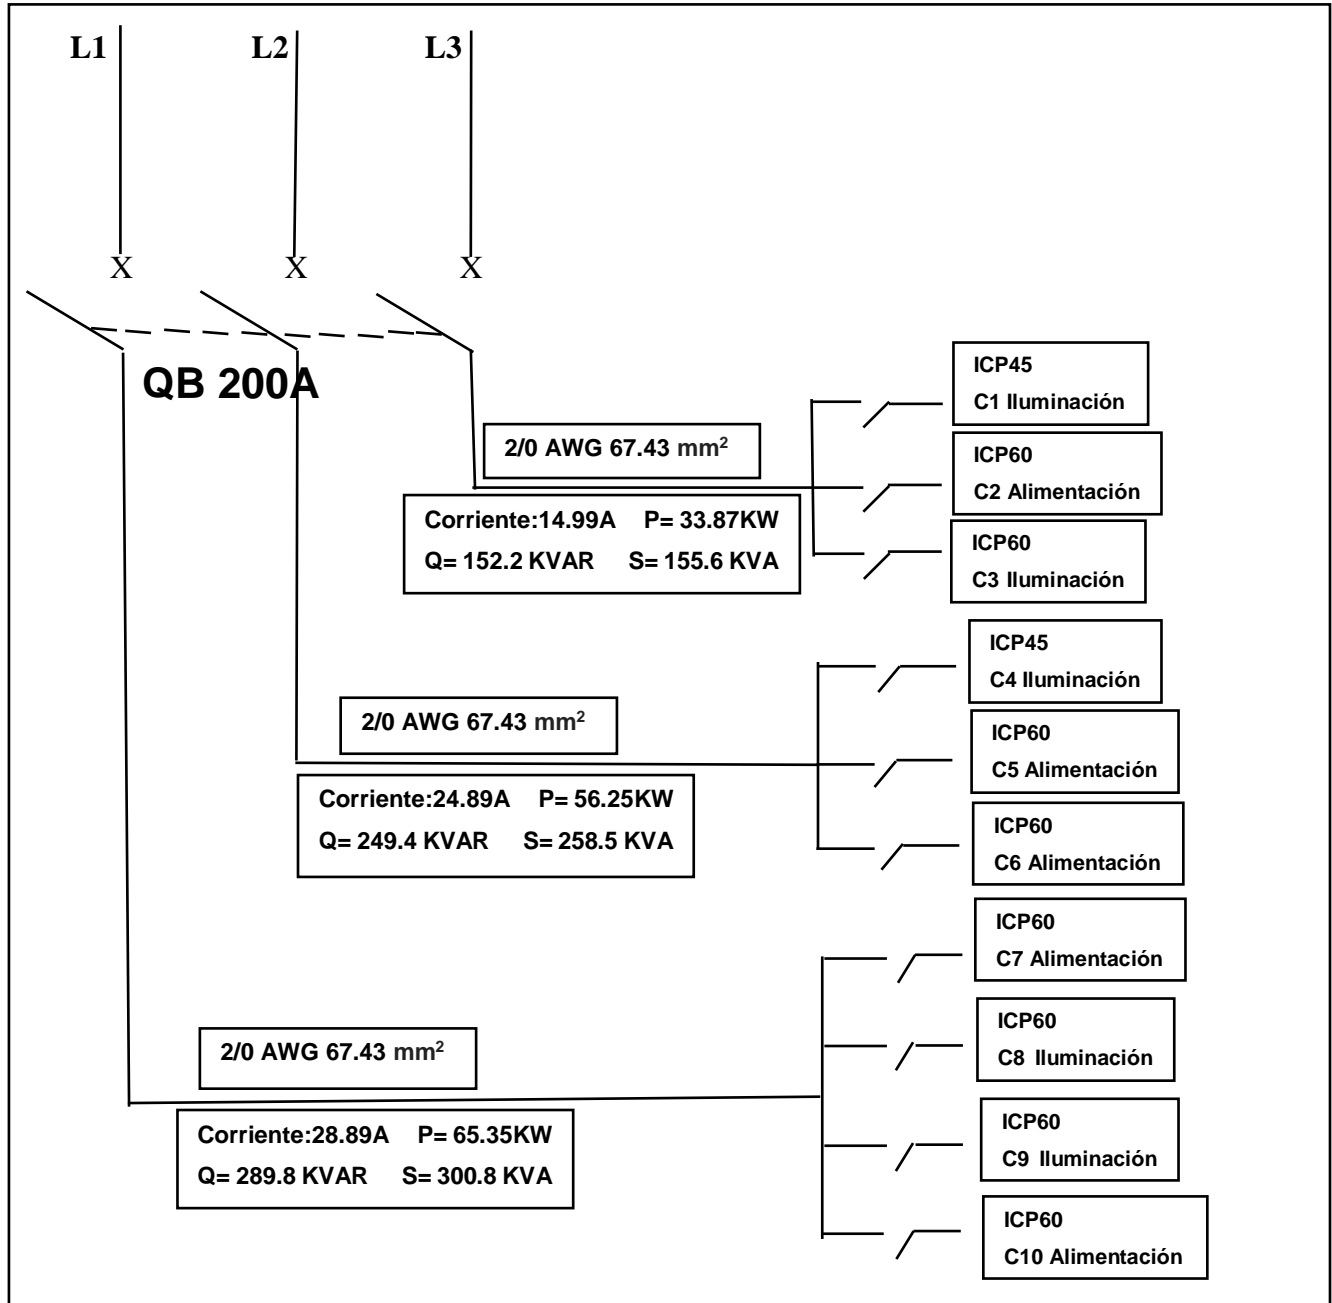 L1 L2 L3
X X X
QB 200A
ICP45
C1 Iluminación
2/0 AWG 67.43 mm²
ICP60
C2 Alimentación
Corriente:14.99A P= 33.87KW
Q= 152.2 KVAR S= 155.6 KVA
ICP60
C3 Iluminación
ICP45
C4 Iluminación
2/0 AWG 67.43 mm²
ICP60
C5 Alimentación
Corriente:24.89A P= 56.25KW
Q= 249.4 KVAR S= 258.5 KVA
ICP60
C6 Alimentación
ICP60
C7 Alimentación
ICP60
C8 Iluminación
2/0 AWG 67.43 mm²
Corriente:28.89A P= 65.35KW
Q= 289.8 KVAR S= 300.8 KVA
ICP60
C9 Iluminación
ICP60
C10 Alimentación